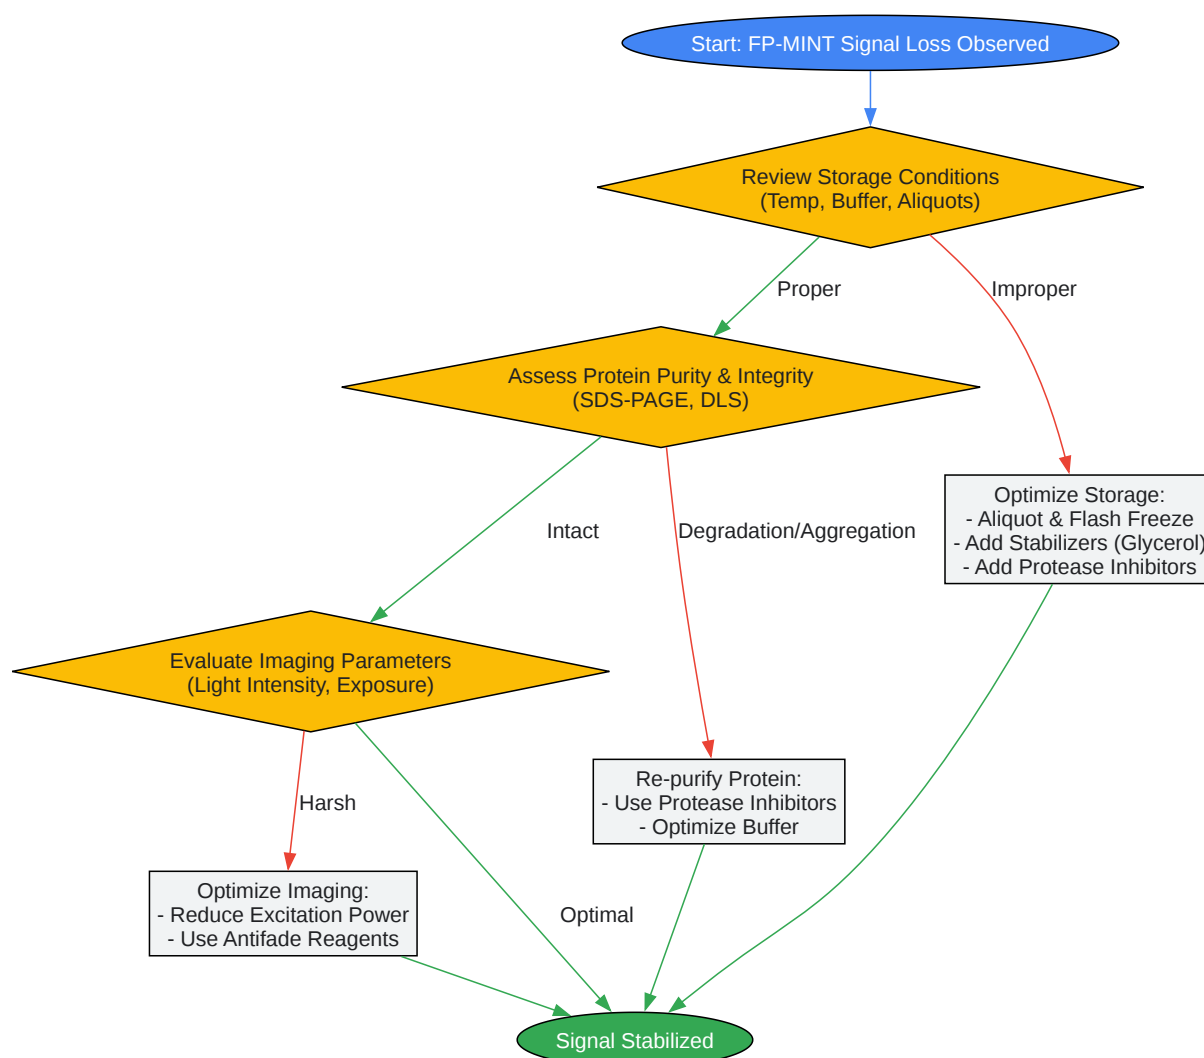 Start: FP-MINT Signal Loss Observed
Review Storage Conditions
(Temp, Buffer, Aliquots)
Proper
Improper
Assess Protein Purity & Integrity
(SDS-PAGE, DLS)
Intact
Degradation/Aggregation
Optimize Storage:
- Aliquot & Flash Freeze
- Add Stabilizers (Glycerol)
- Add Protease Inhibitors
Evaluate Imaging Parameters
(Light Intensity, Exposure)
Harsh
Optimal
Re-purify Protein:
- Use Protease Inhibitors
- Optimize Buffer
Optimize Imaging:
- Reduce Excitation Power
- Use Antifade Reagents
Signal Stabilized